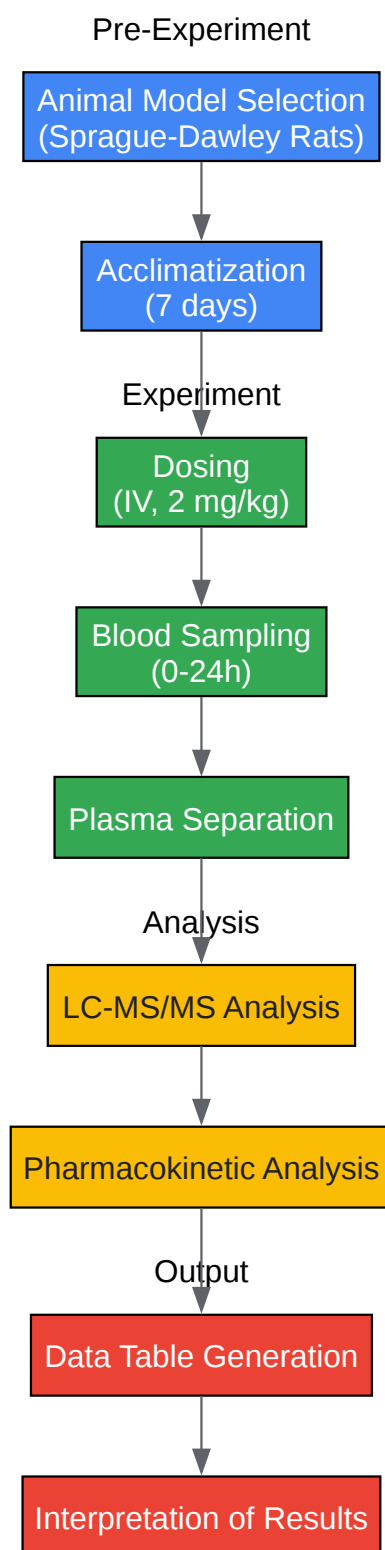 Pre-Experiment
Animal Model Selection
(Sprague-Dawley Rats)
Acclimatization
(7 days)
Experiment
Dosing
(IV, 2 mg/kg)
Blood Sampling
(0-24h)
Plasma Separation
Analysis
LC-MS/MS Analysis
Pharmacokinetic Analysis
Output
Data Table Generation
Interpretation of Results